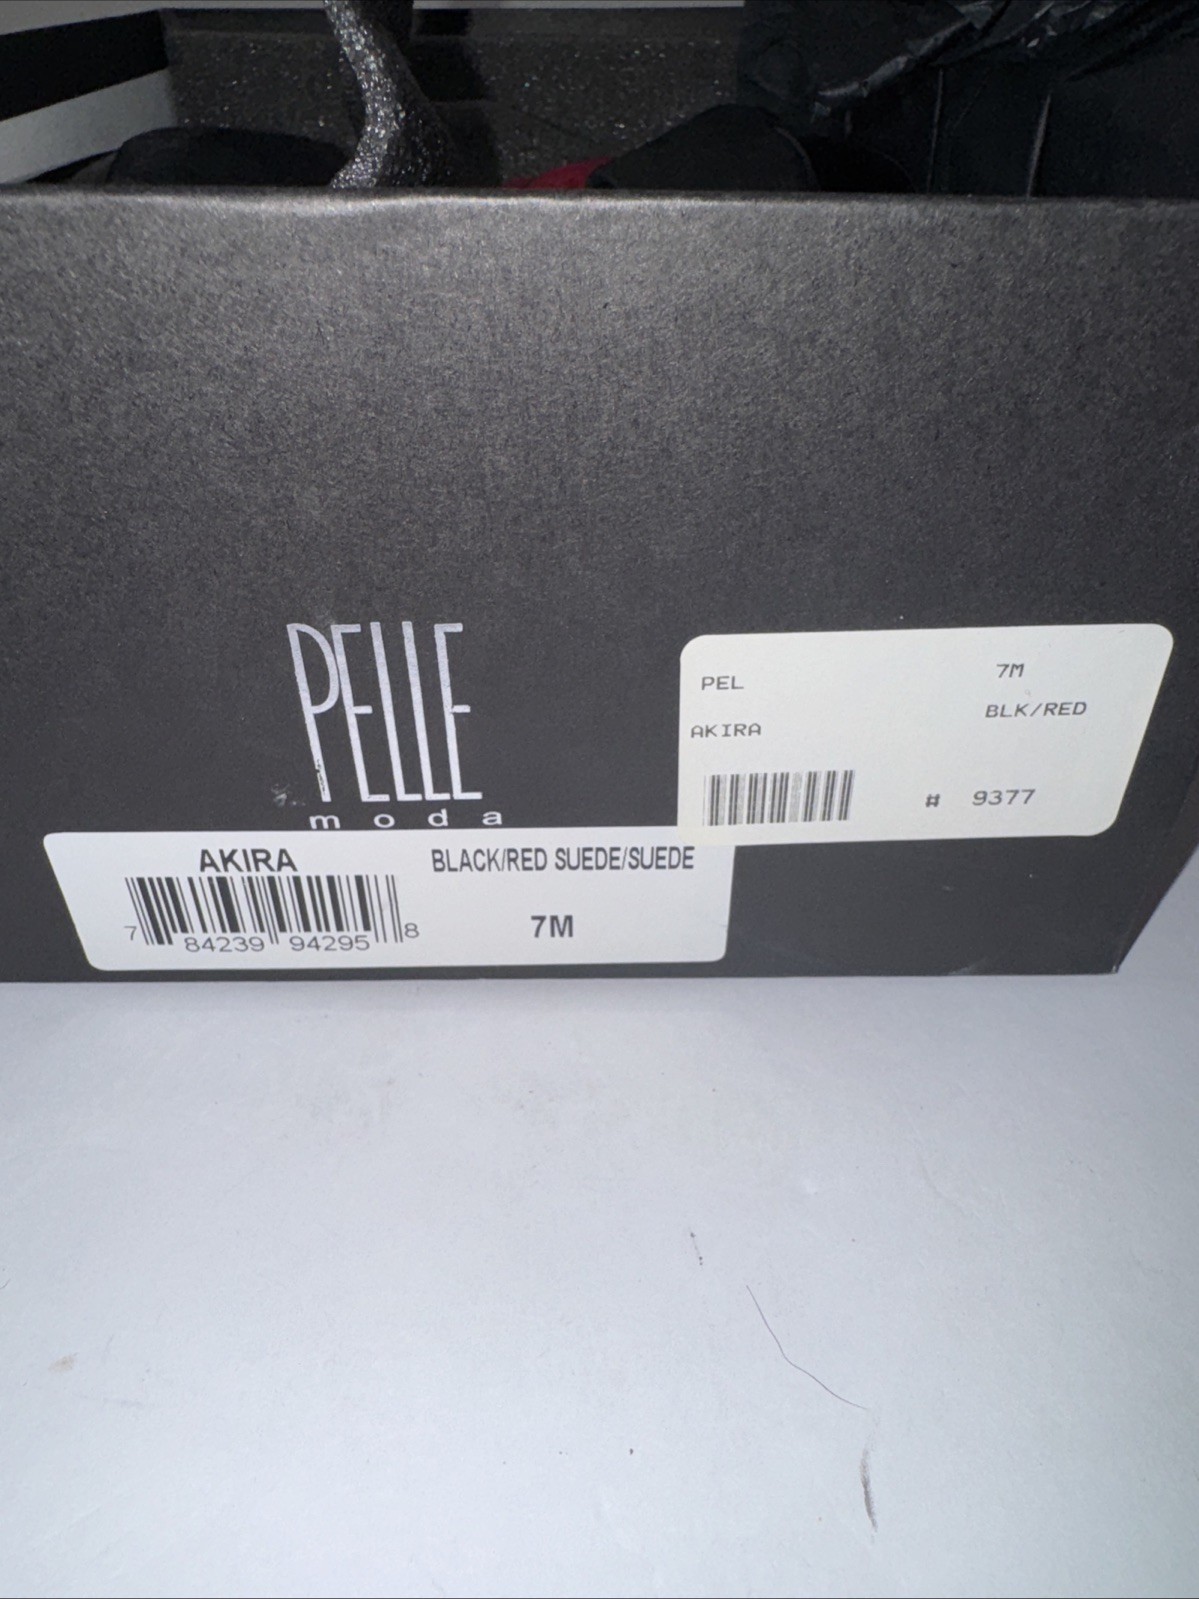 PELLE
moda
PEL 7M
AKIRA BLK/RED
# 9377
AKIRA BLACK/RED SUEDE/SUEDE
7 84239 94295 8
7M